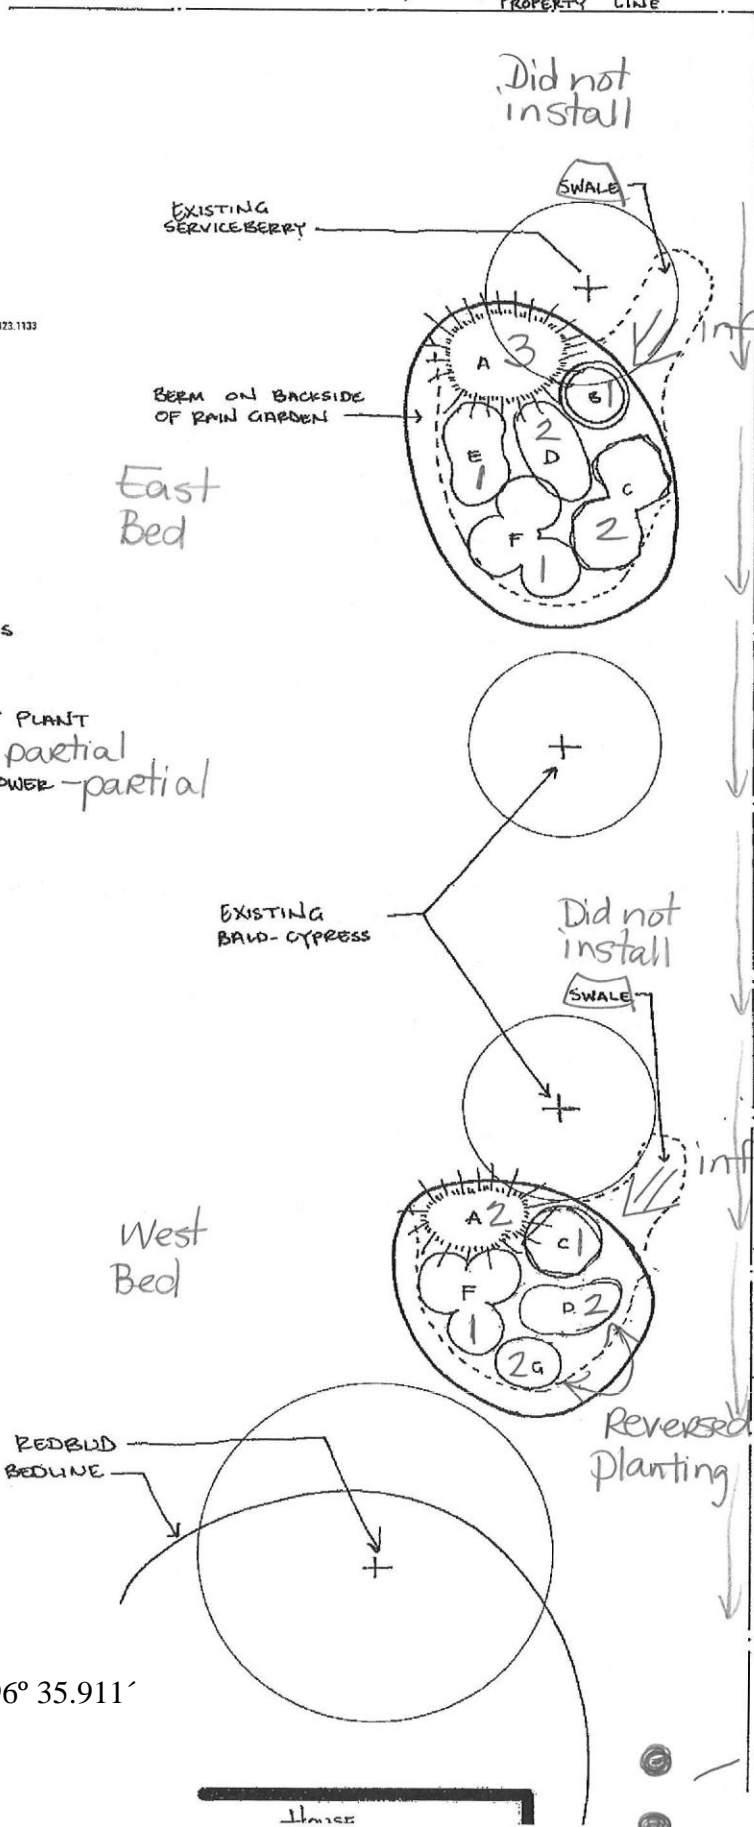 PROPERTY LINE
Did not
install
SWALE
EXISTING
SERVICEBERRY
inf
A 3
B 1
BERM ON BACKSIDE
OF RAIN GARDEN
E
1
2
D
C
2
F
1
East
Bed
S
PLANT
partial
OWER - partial
EXISTING
BALD-CYPRESS
Did not
install
SWALE
inf
A 2
C 1
West
Bed
F
1
D 2
2 G
Reversed
planting
REDBUD
BEDLINE
6º 35.911´
House